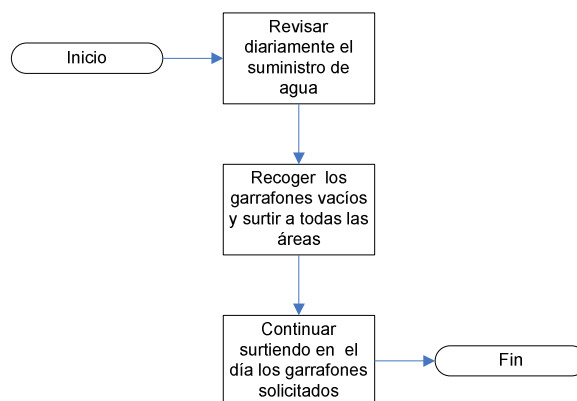 Inicio
Revisar
diariamente el
suministro de
agua
Recoger los
garrafones vacíos
y surtir a todas las
áreas
Continuar
surtiendo en el
día los garrafones
solicitados
Fin